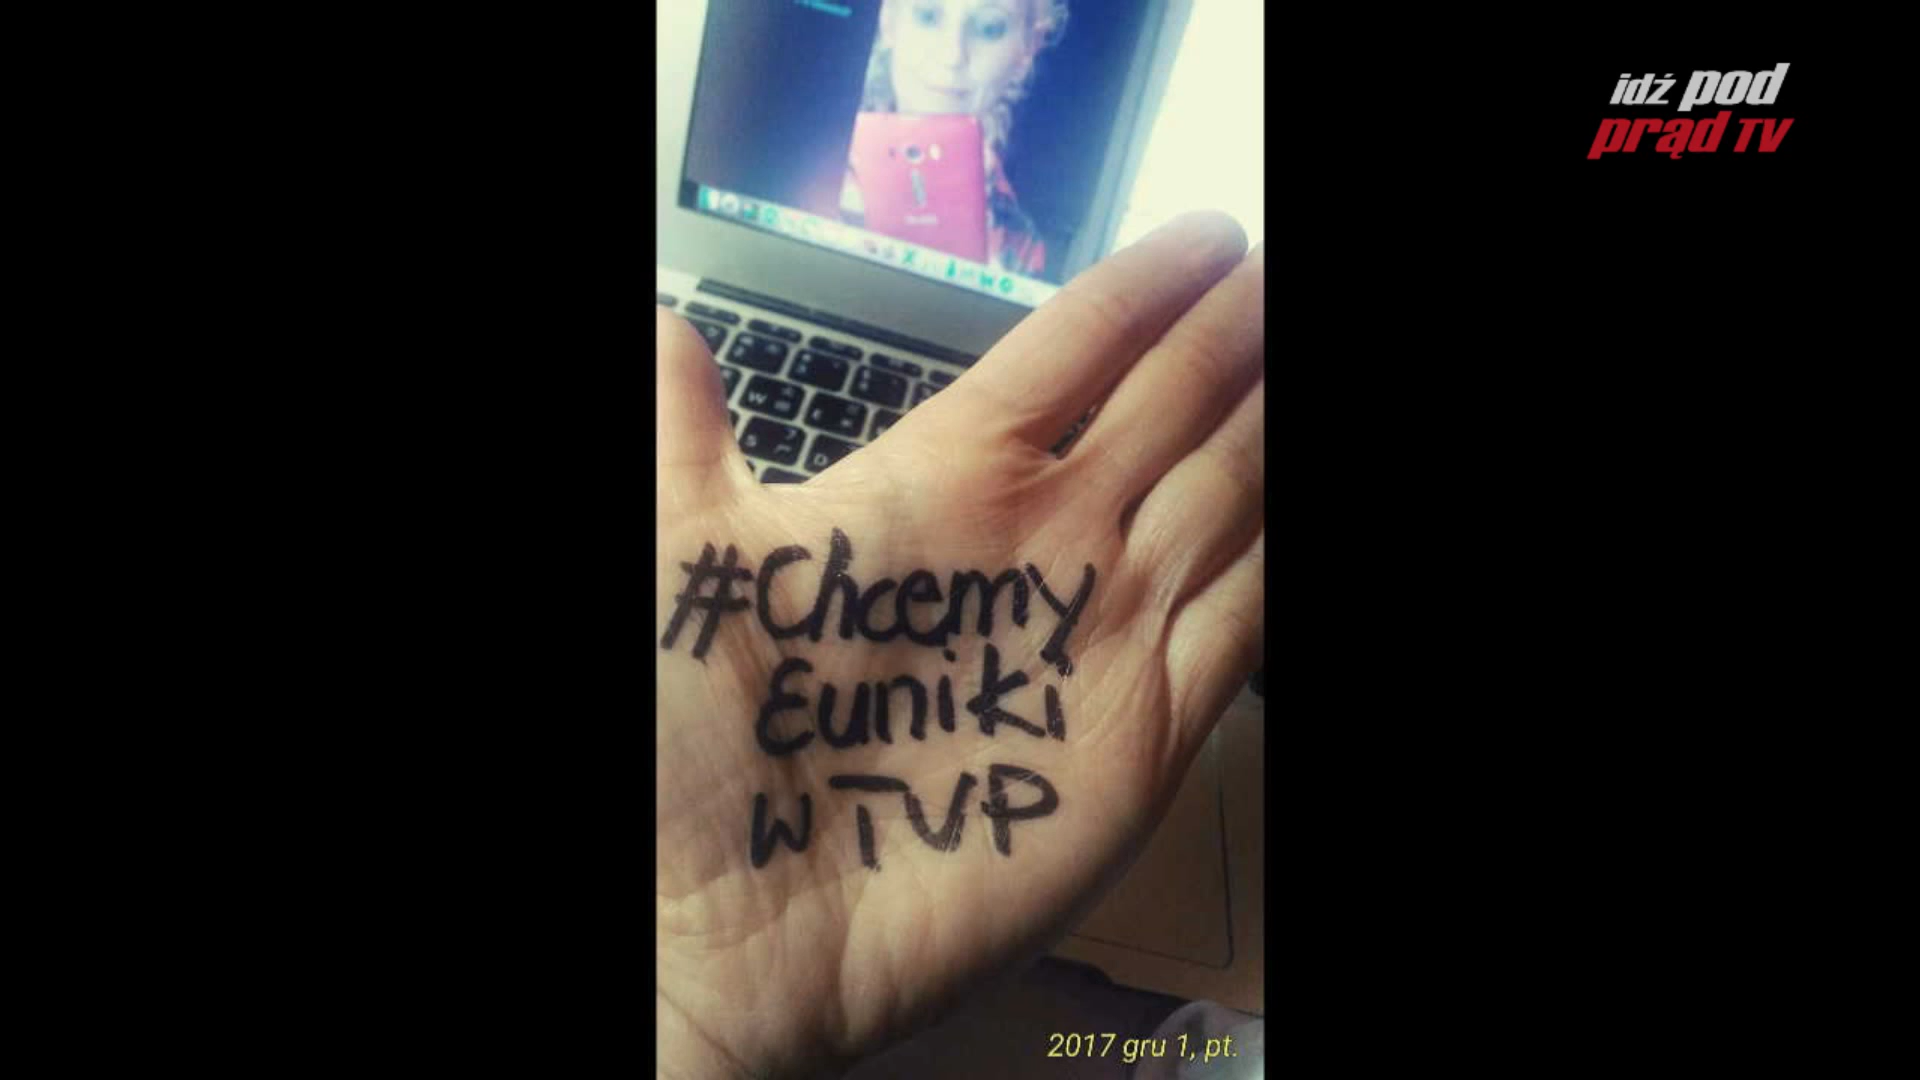 idź pod
prąd TV
#Chcemy
Euniki
w TVP
2017 gru 1, pt.